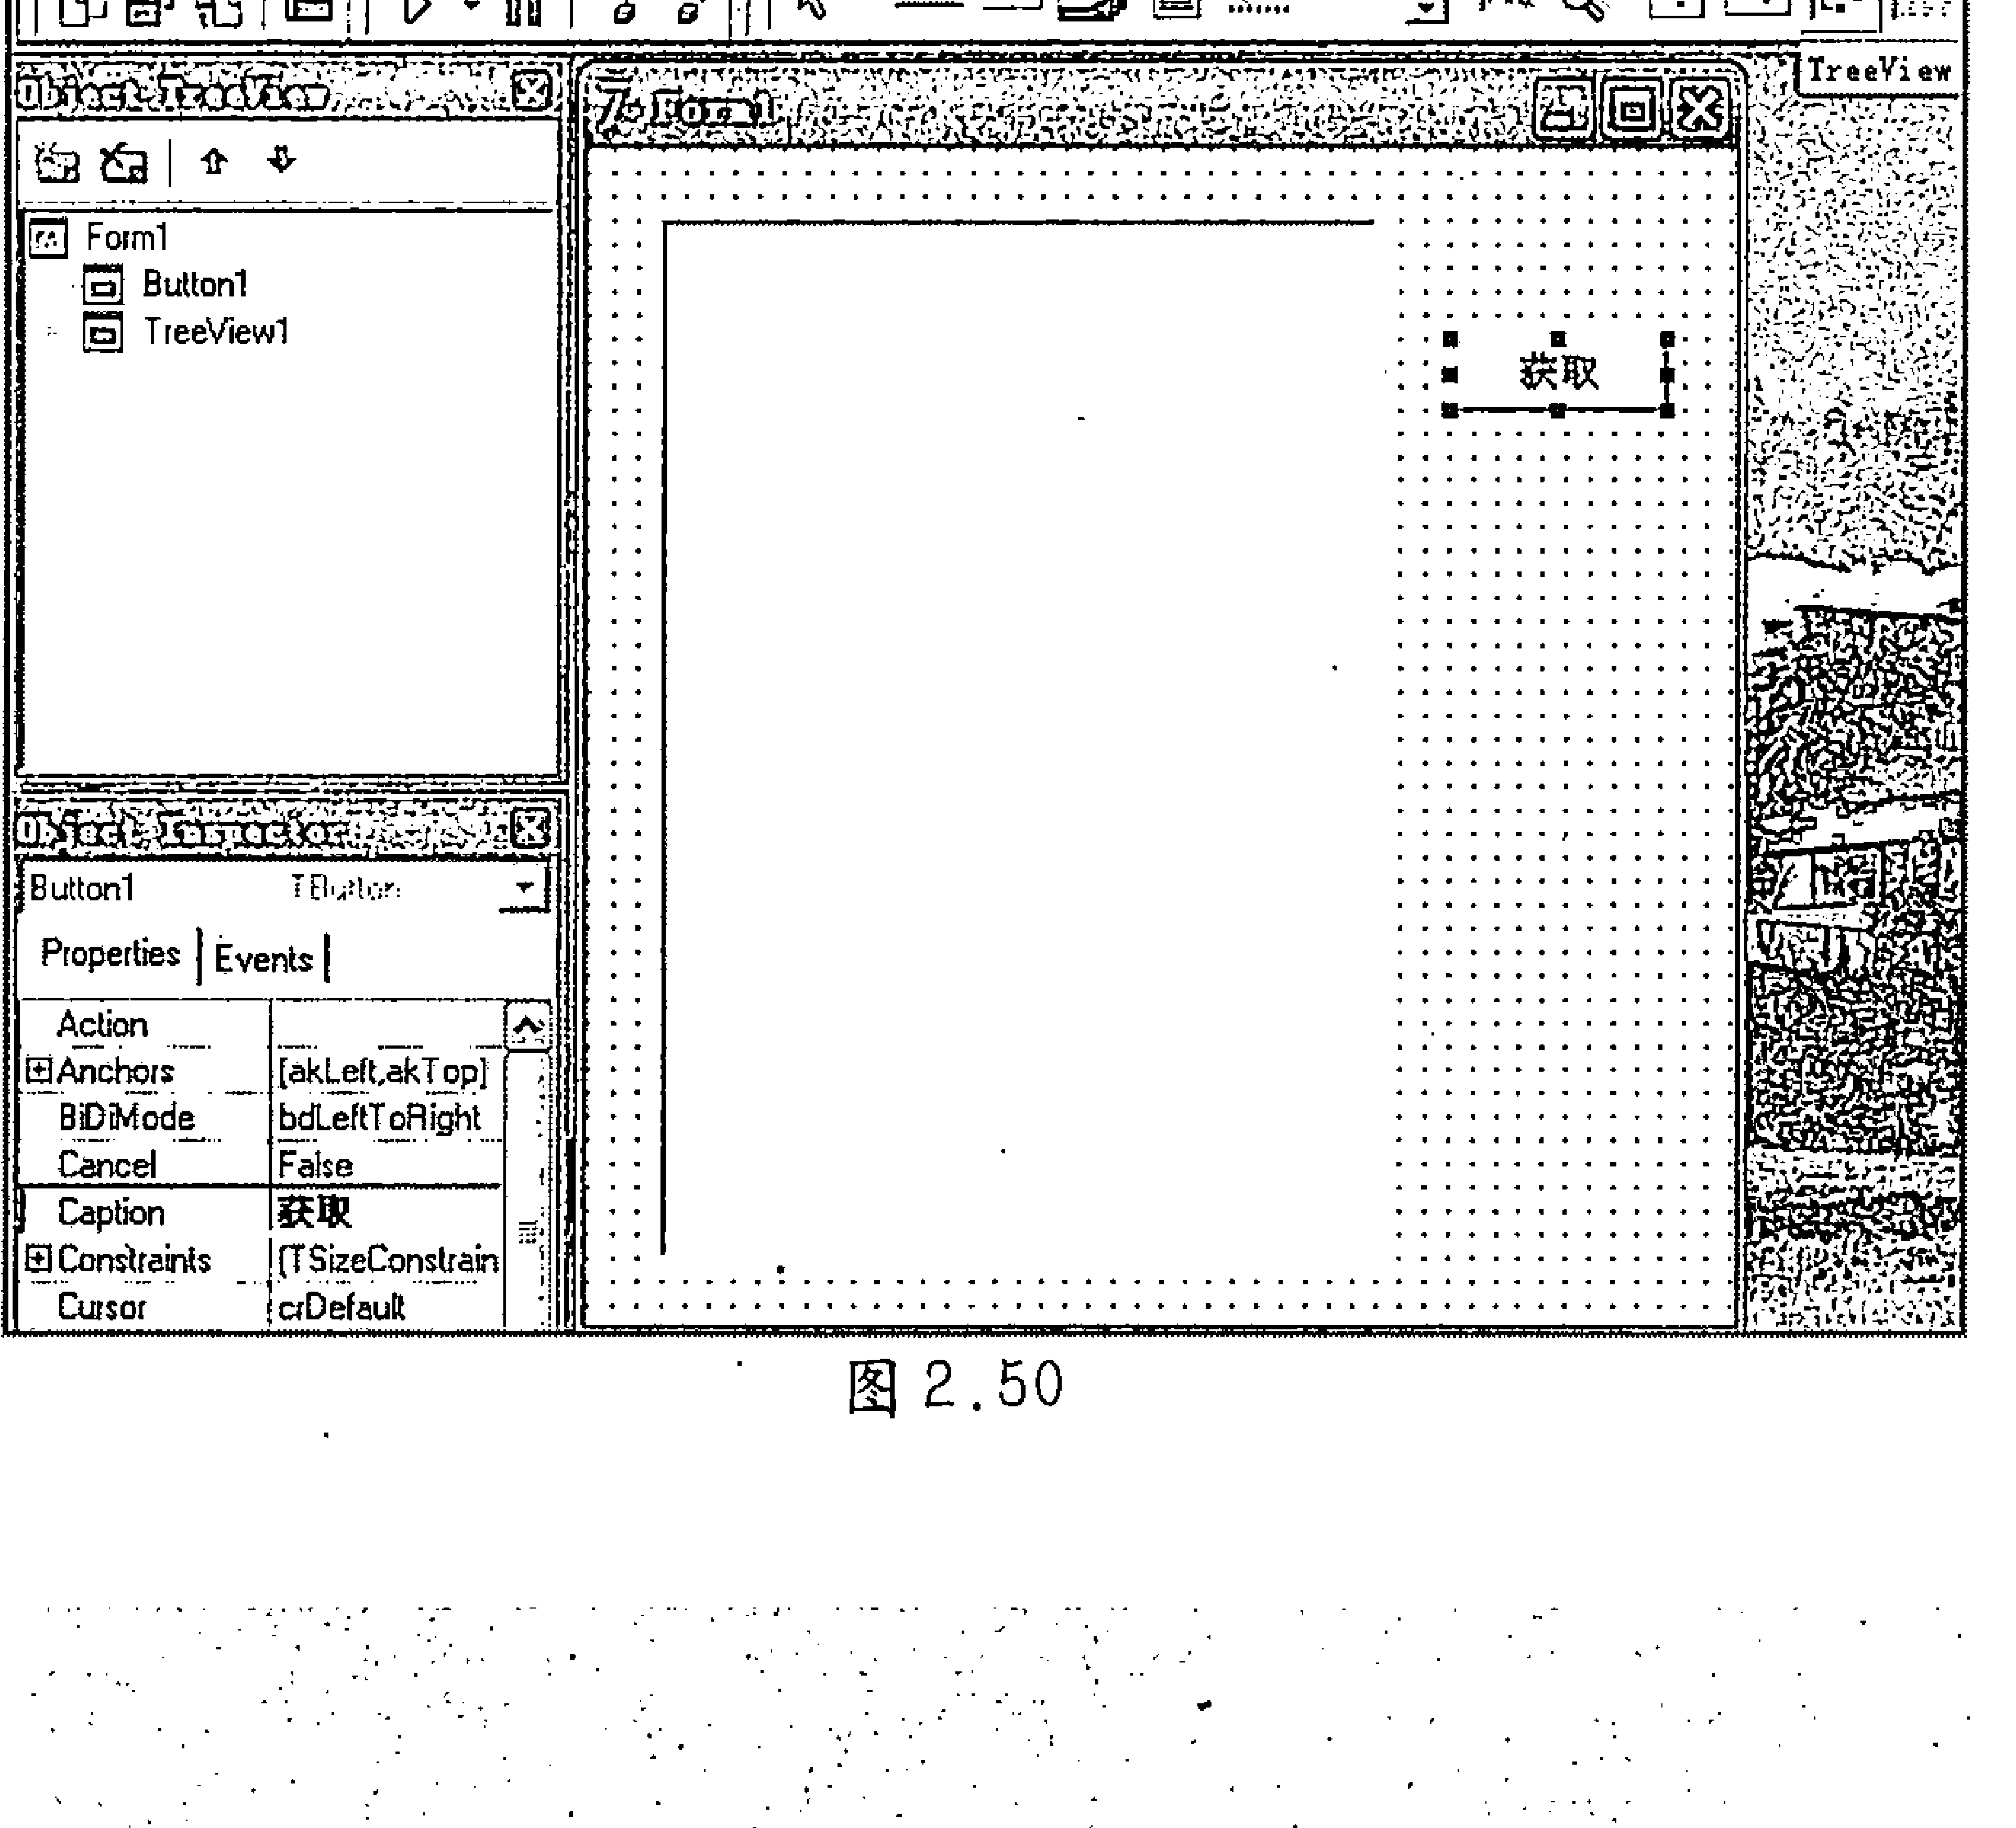 TreeView
Object TreeView
Form1
Form1
Button1
TreeView1
获取
Object Inspector
Button1 TButton
Properties Events
Action
Anchors [akLeft,akTop]
BiDiMode bdLeftToRight
Cancel False
Caption 获取
Constraints (TSizeConstrain
Cursor crDefault
图 2.50